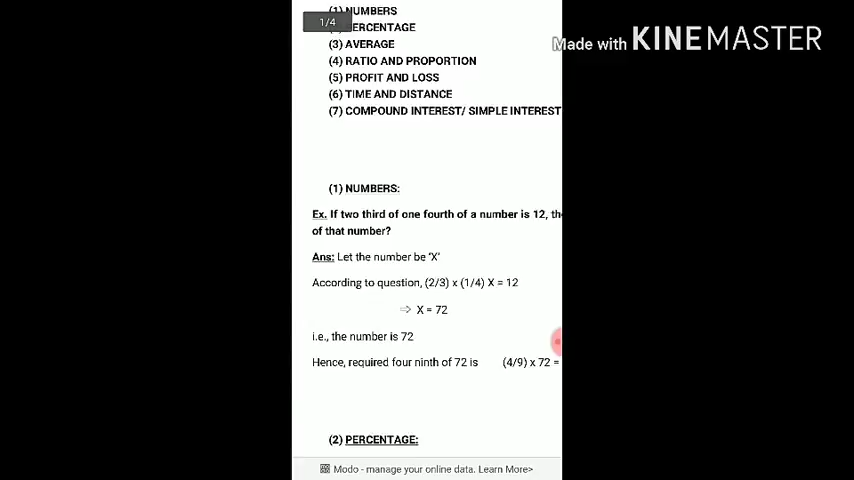 (1) NUMBERS
1/4
PERCENTAGE
(3) AVERAGE
(4) RATIO AND PROPORTION
(5) PROFIT AND LOSS
(6) TIME AND DISTANCE
(7) COMPOUND INTEREST/ SIMPLE INTEREST
Made with KINEMASTER
(1) NUMBERS:
Ex. If two third of one fourth of a number is 12,
of that number?
Ans: Let the number be ‘X’
According to question, (2/3) x (1/4) X = 12
⇒ X = 72
i.e., the number is 72
Hence, required four ninth of 72 is (4/9) x 72 =
(2) PERCENTAGE:
Modo - manage your online data. Learn More>